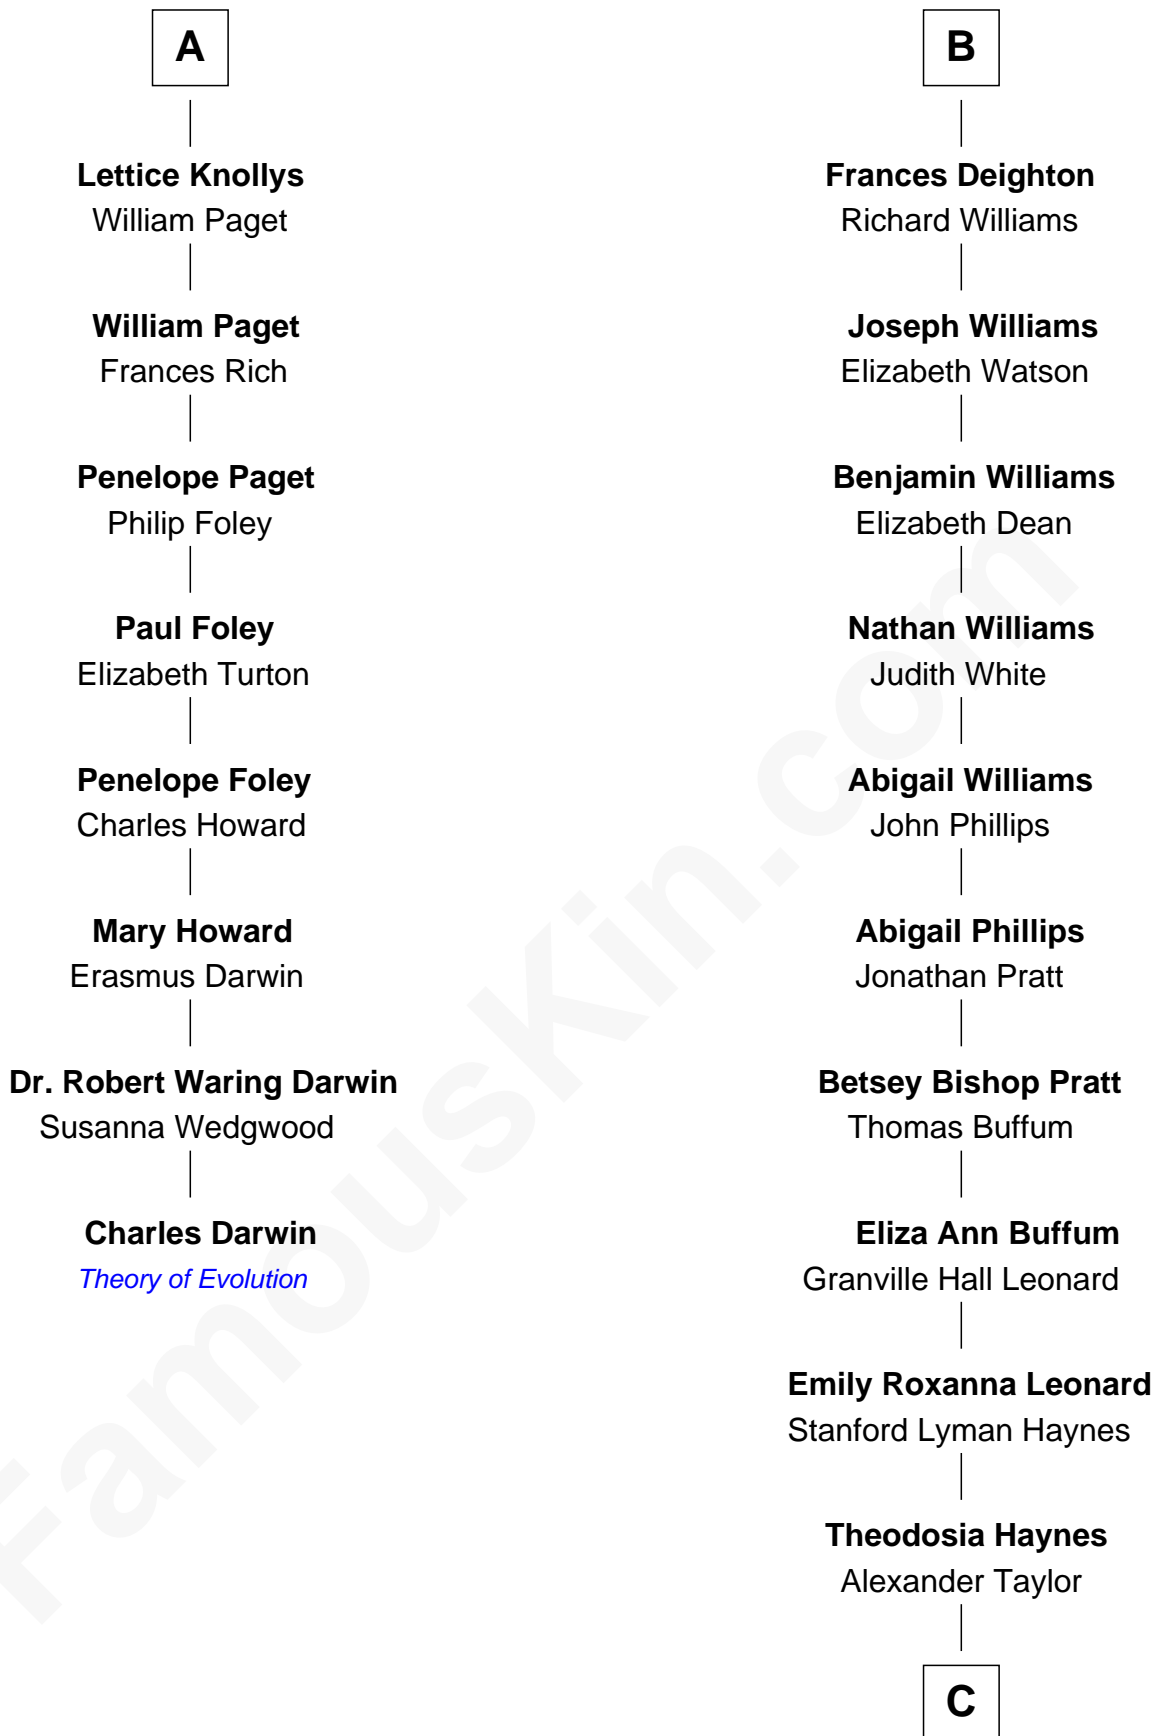 A
Lettice Knollys
William Paget
William Paget
Frances Rich
Penelope Paget
Philip Foley
Paul Foley
Elizabeth Turton
Penelope Foley
Charles Howard
Mary Howard
Erasmus Darwin
Dr. Robert Waring Darwin
Susanna Wedgwood
Charles Darwin
Theory of Evolution
B
Frances Deighton
Richard Williams
Joseph Williams
Elizabeth Watson
Benjamin Williams
Elizabeth Dean
Nathan Williams
Judith White
Abigail Williams
John Phillips
Abigail Phillips
Jonathan Pratt
Betsey Bishop Pratt
Thomas Buffum
Eliza Ann Buffum
Granville Hall Leonard
Emily Roxanna Leonard
Stanford Lyman Haynes
Theodosia Haynes
Alexander Taylor
C
FamousKin.com